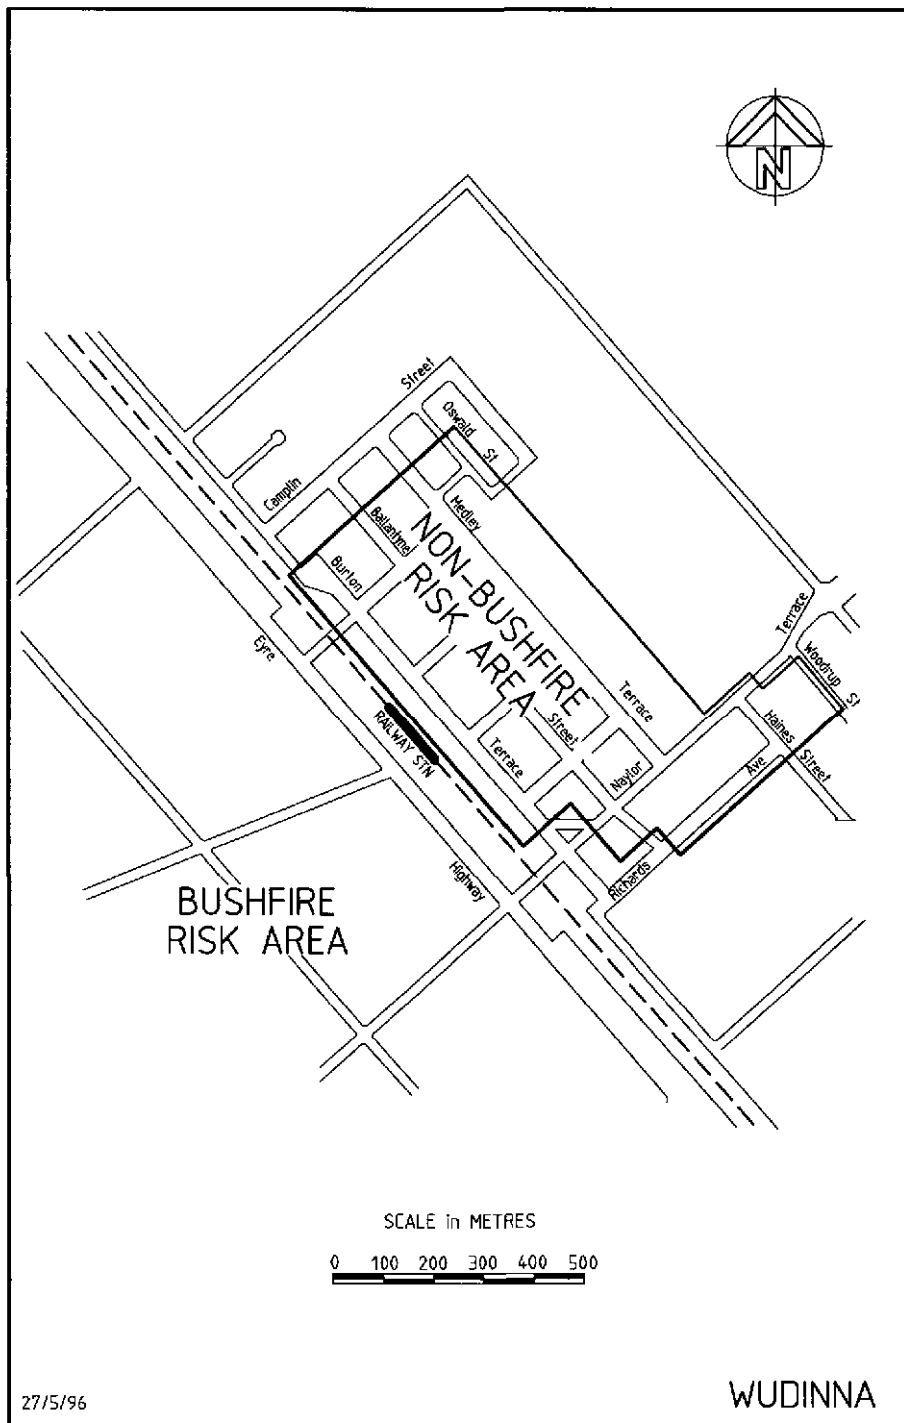 N
Street
Oswald St
Camplin
Medley
Ballantyne
Burton
NON-BUSHFIRE
RISK AREA
Terrace
Woodrup St
Eyre
RAILWAY STN
Terrace
Street
Haines Street
Terrace
Naylor
Ave
Highway
Richards
BUSHFIRE
RISK AREA
SCALE in METRES
0 100 200 300 400 500
27/5/96
WUDINNA